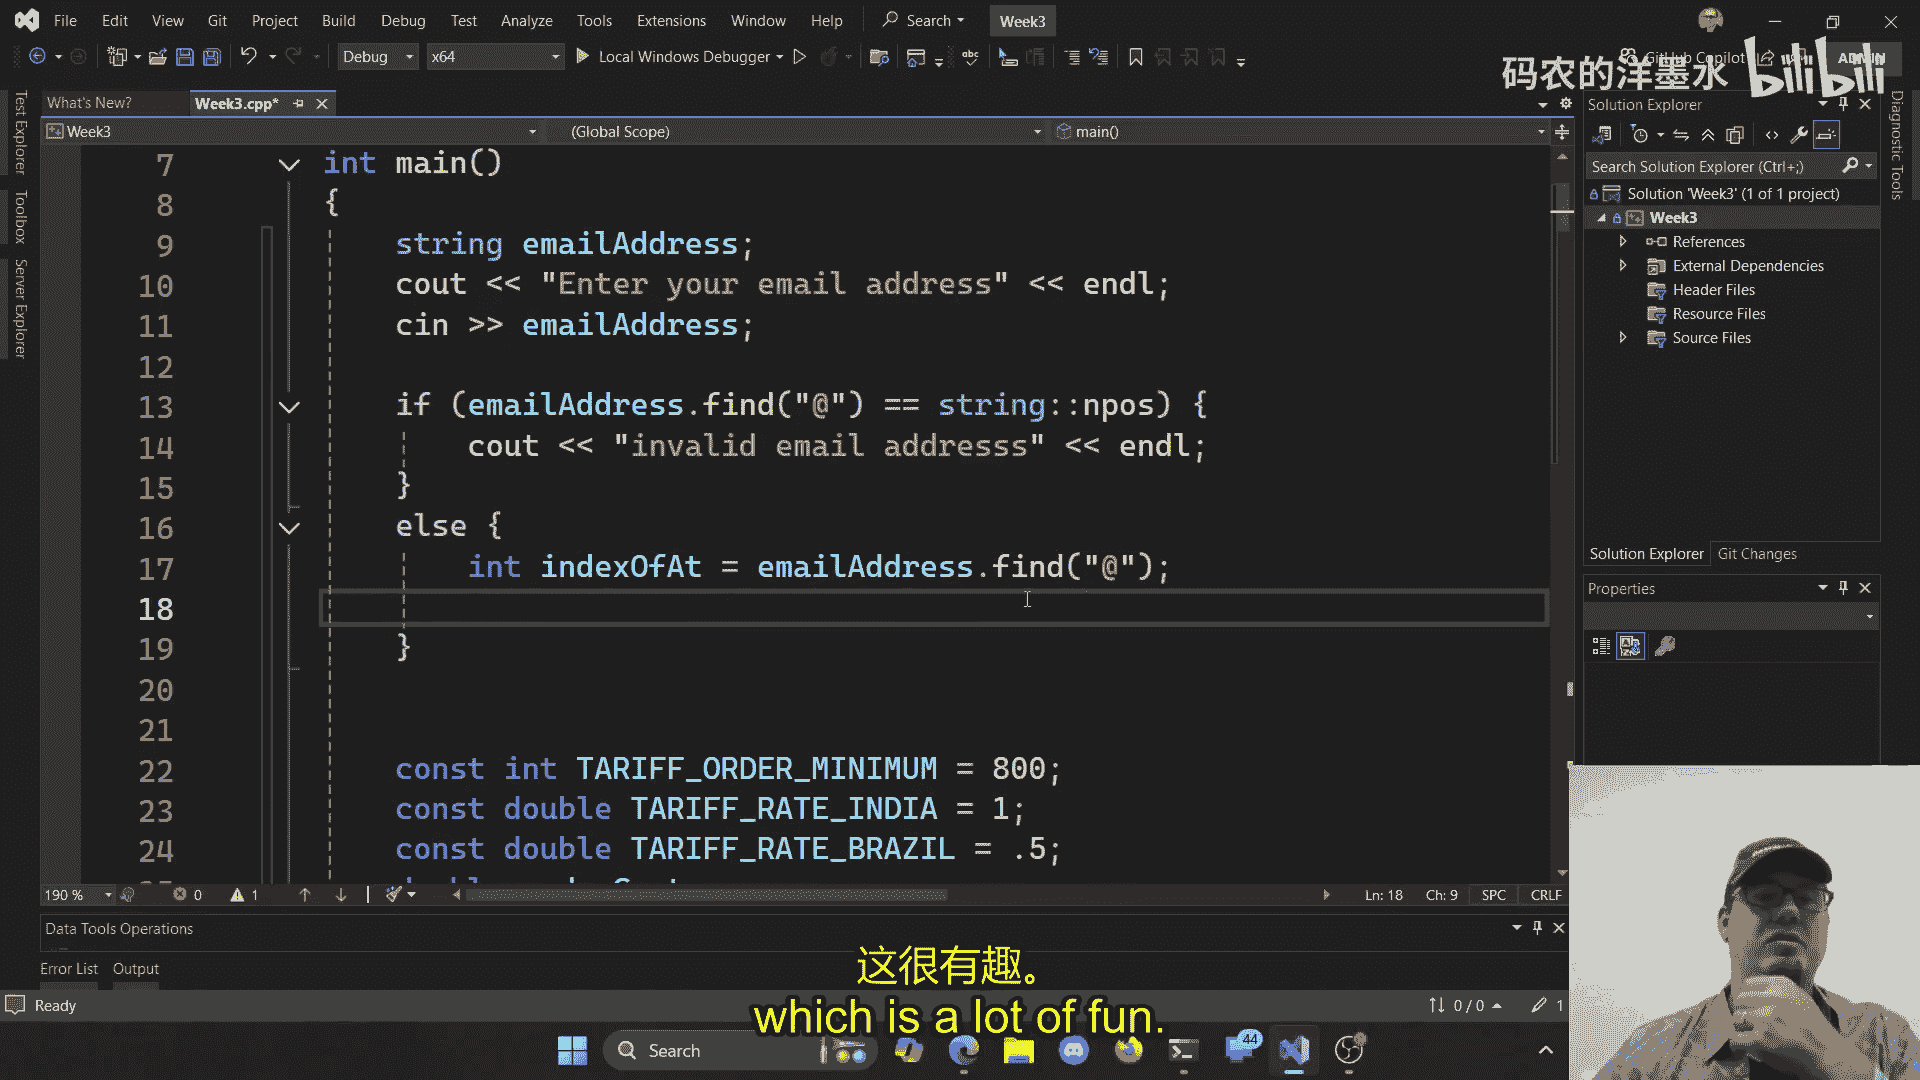 File Edit View Git Project Build Debug Test Analyze Tools Extensions Window Help Search Week3
Debug x64 Local Windows Debugger GitHub Copilot
码农的洋墨水 bilibili
What's New? Week3.cpp*
Week3 (Global Scope) main()
7 int main()
8 {
9 string emailAddress;
10 cout << "Enter your email address" << endl;
11 cin >> emailAddress;
12
13 if (emailAddress.find("@") == string::npos) {
14 cout << "invalid email addresss" << endl;
15 }
16 else {
17 int indexOfAt = emailAddress.find("@");
18
19 }
20
21
22 const int TARIFF_ORDER_MINIMUM = 800;
23 const double TARIFF_RATE_INDIA = 1;
24 const double TARIFF_RATE_BRAZIL = .5;
190 % 0 1 Ln: 18 Ch: 9 SPC CRLF
Data Tools Operations
Error List Output
Ready 0 / 0 1
Test Explorer
Toolbox
Server Explorer
Solution Explorer
Search Solution Explorer (Ctrl+;)
Solution 'Week3' (1 of 1 project)
Week3
References
External Dependencies
Header Files
Resource Files
Source Files
Solution Explorer Git Changes
Properties
Diagnostic Tools
这很有趣。
which is a lot of fun.
Search
44